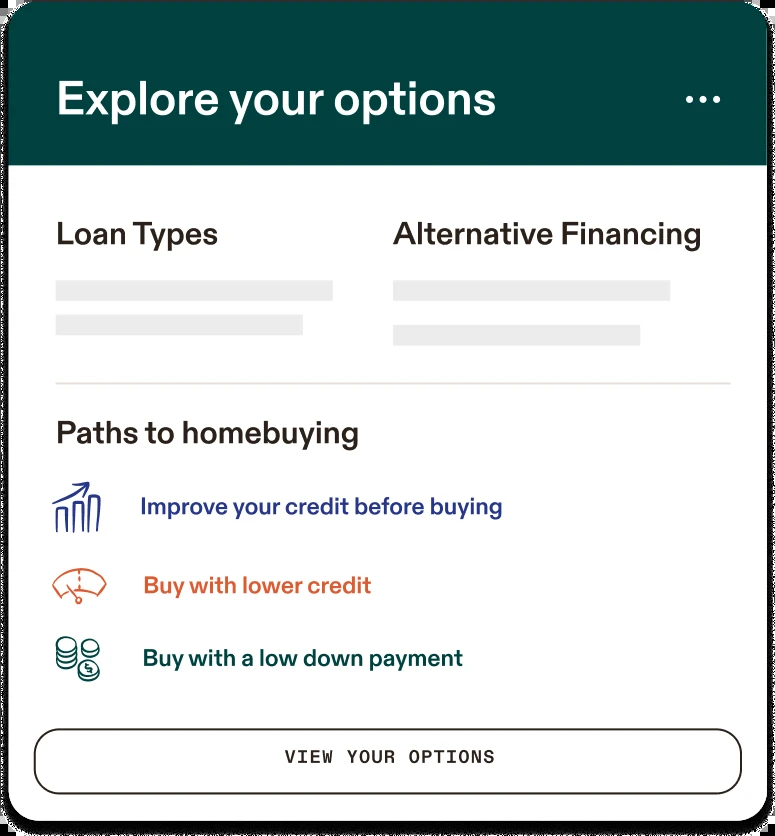 Explore your options
Loan Types
Alternative Financing
Paths to homebuying
Improve your credit before buying
Buy with lower credit
Buy with a low down payment
VIEW YOUR OPTIONS